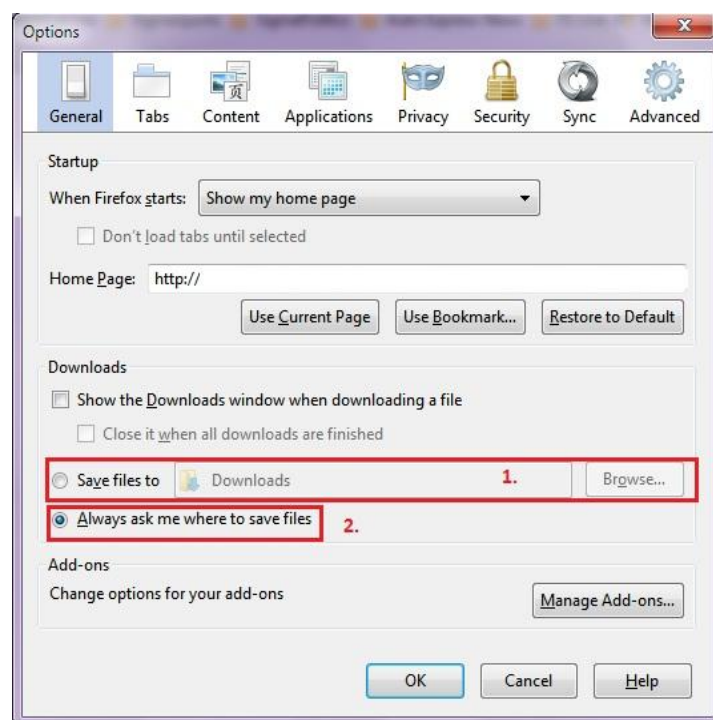 Options
General Tabs Content Applications Privacy Security Sync Advanced
页
Startup
When Firefox starts: Show my home page
Don't load tabs until selected
Home Page: http://
Use Current Page Use Bookmark... Restore to Default
Downloads
Show the Downloads window when downloading a file
Close it when all downloads are finished
Save files to Downloads 1. Browse...
Always ask me where to save files 2.
Add-ons
Change options for your add-ons Manage Add-ons...
OK Cancel Help